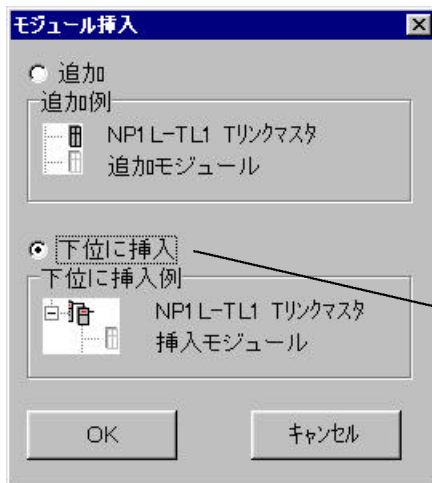 モジュール挿入
追加
追加例
NP1L-TL1 Tリンクマスタ
追加モジュール
下位に挿入
下位に挿入例
NP1L-TL1 Tリンクマスタ
挿入モジュール
OK
キャンセル